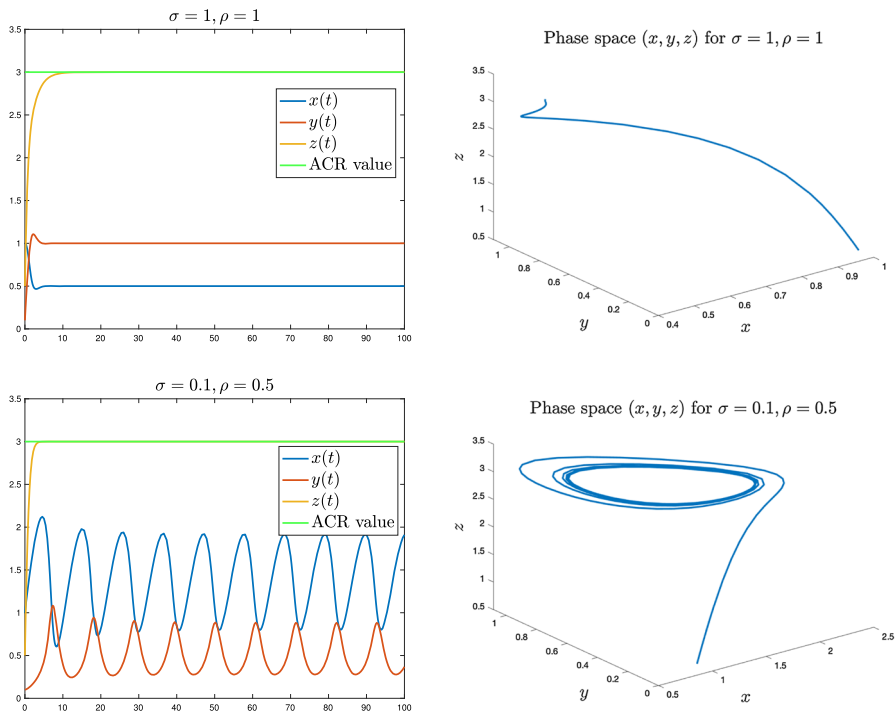 σ = 1, ρ = 1
3.5
3
2.5
2
1.5
1
0.5
0
0 10 20 30 40 50 60 70 80 90 100
x(t)
y(t)
z(t)
ACR value
Phase space (x, y, z) for σ = 1, ρ = 1
3.5
3
2.5
2
1.5
1
0.5
z
1
0.8
0.6
0.4
0.2
0
y
0.4
0.5
0.6
0.7
0.8
0.9
1
x
σ = 0.1, ρ = 0.5
3.5
3
2.5
2
1.5
1
0.5
0
0 10 20 30 40 50 60 70 80 90 100
x(t)
y(t)
z(t)
ACR value
Phase space (x, y, z) for σ = 0.1, ρ = 0.5
3.5
3
2.5
2
1.5
1
0.5
z
1
0.8
0.6
0.4
0.2
0
y
0.5
1
1.5
2
2.5
x